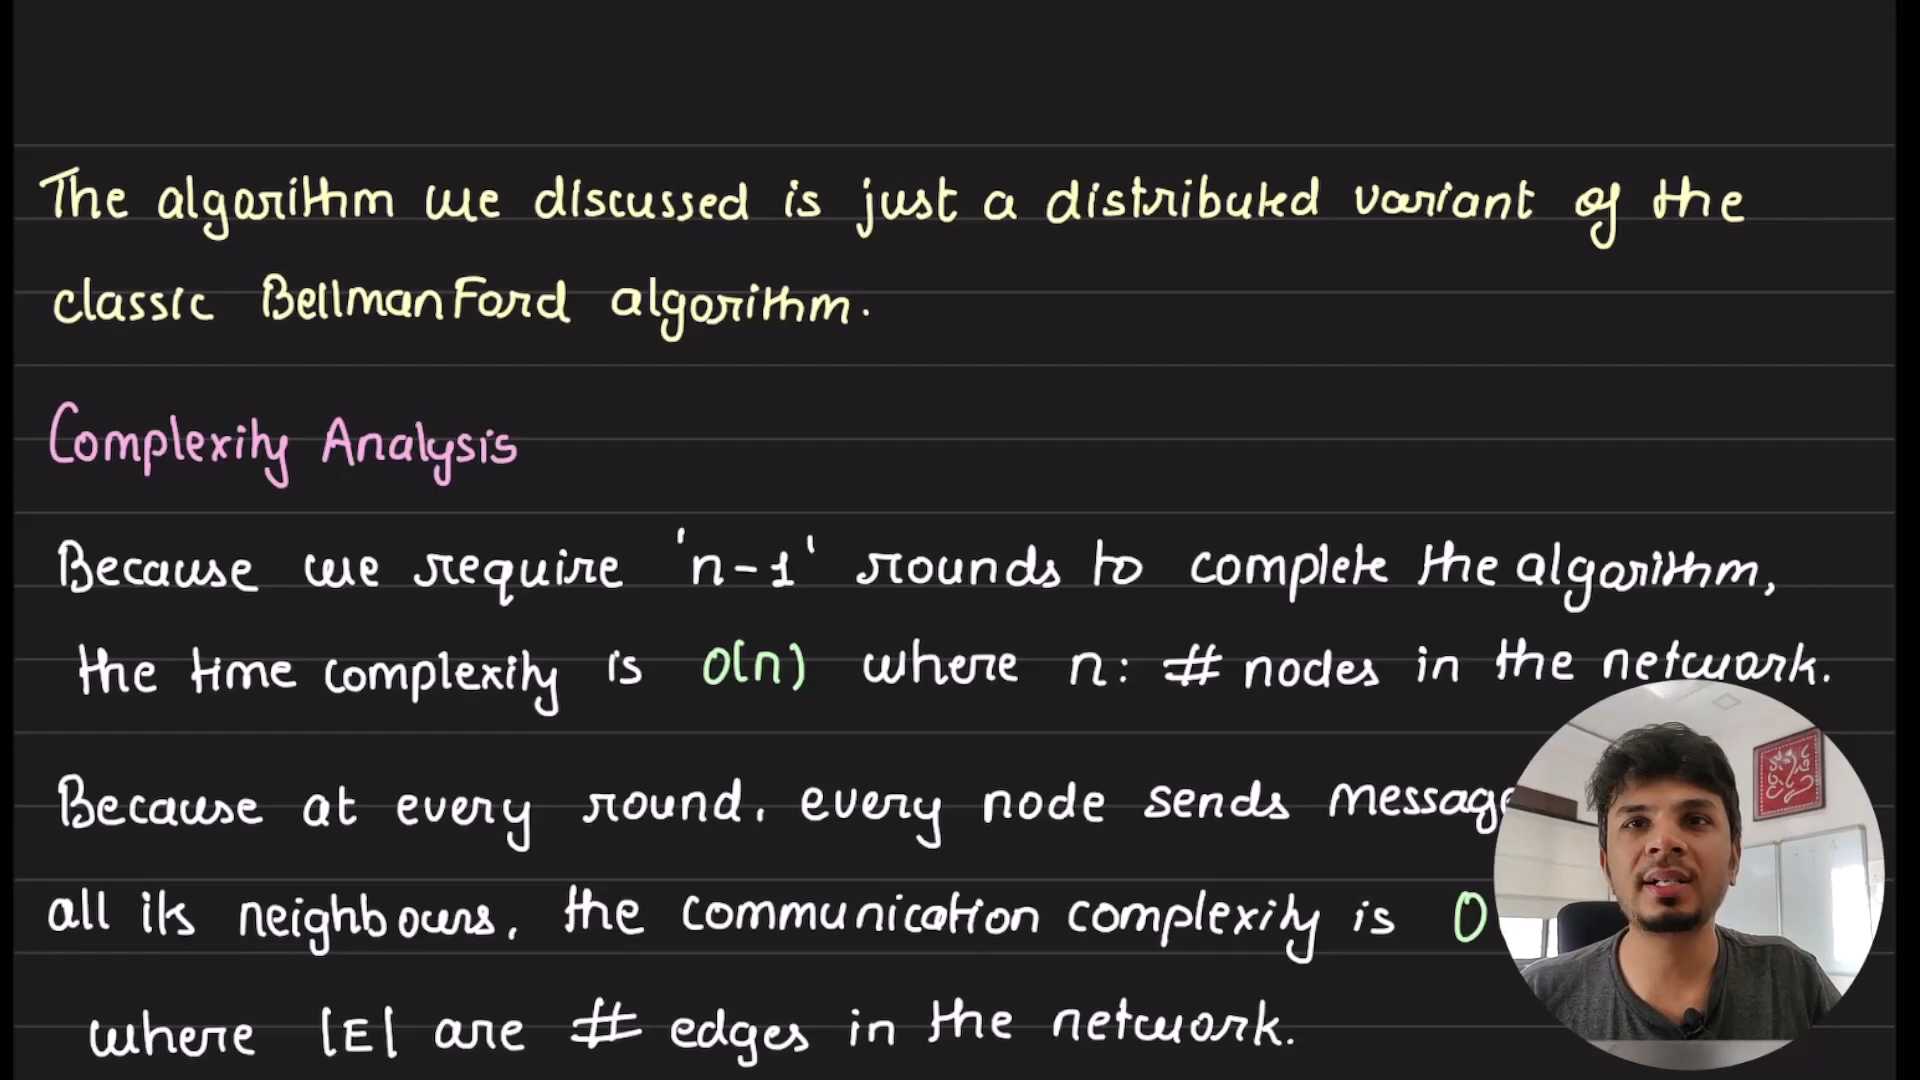 The algorithm we discussed is just a distributed variant of the
classic BellmanFord algorithm.
Complexity Analysis
Because we require 'n-1' rounds to complete the algorithm,
the time complexity is O(n) where n: # nodes in the network.
Because at every round, every node sends message
all its neighbours, the communication complexity is O
where |E| are # edges in the network.